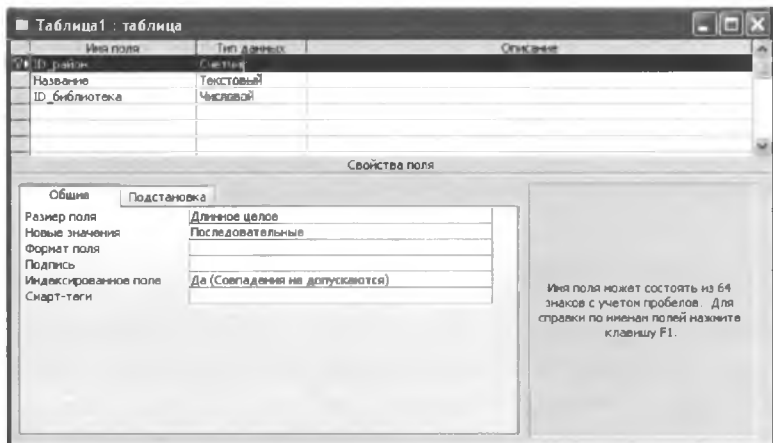 Таблица1 : таблица
Имя поля Тип данных Описание
ID_район Счетчик
Название Текстовый
ID_библиотека Числовой
Свойства поля
Общие Подстановка
Размер поля Длинное целое
Новые значения Последовательные
Формат поля
Подпись
Индексированное поле Да (Совпадения не допускаются)
Смарт-теги
Имя поля может состоять из 64
знаков с учетом пробелов. Для
справки по именам полей нажмите
клавишу F1.